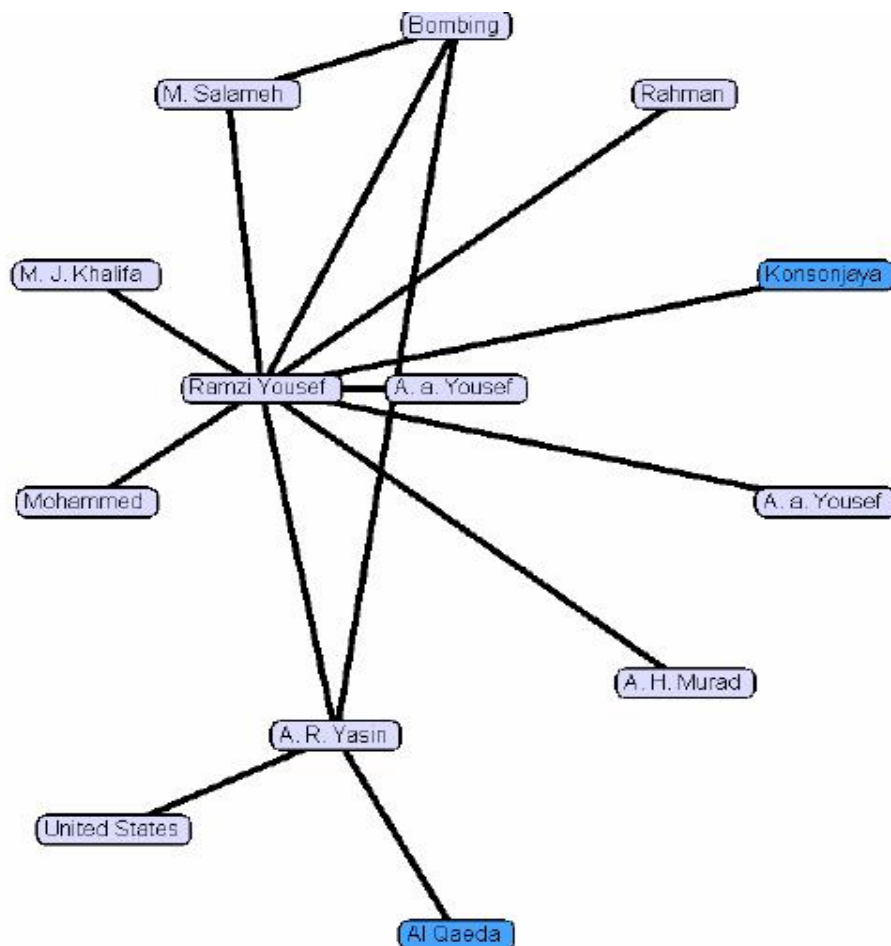 Bombing
M. Salameh
Rahman
M. J. Khalifa
Konsonjaya
Ramzi Yousef
A. a. Yousef
Mohammed
A. a. Yousef
A. H. Murad
A. R. Yasin
United States
Al Qaeda